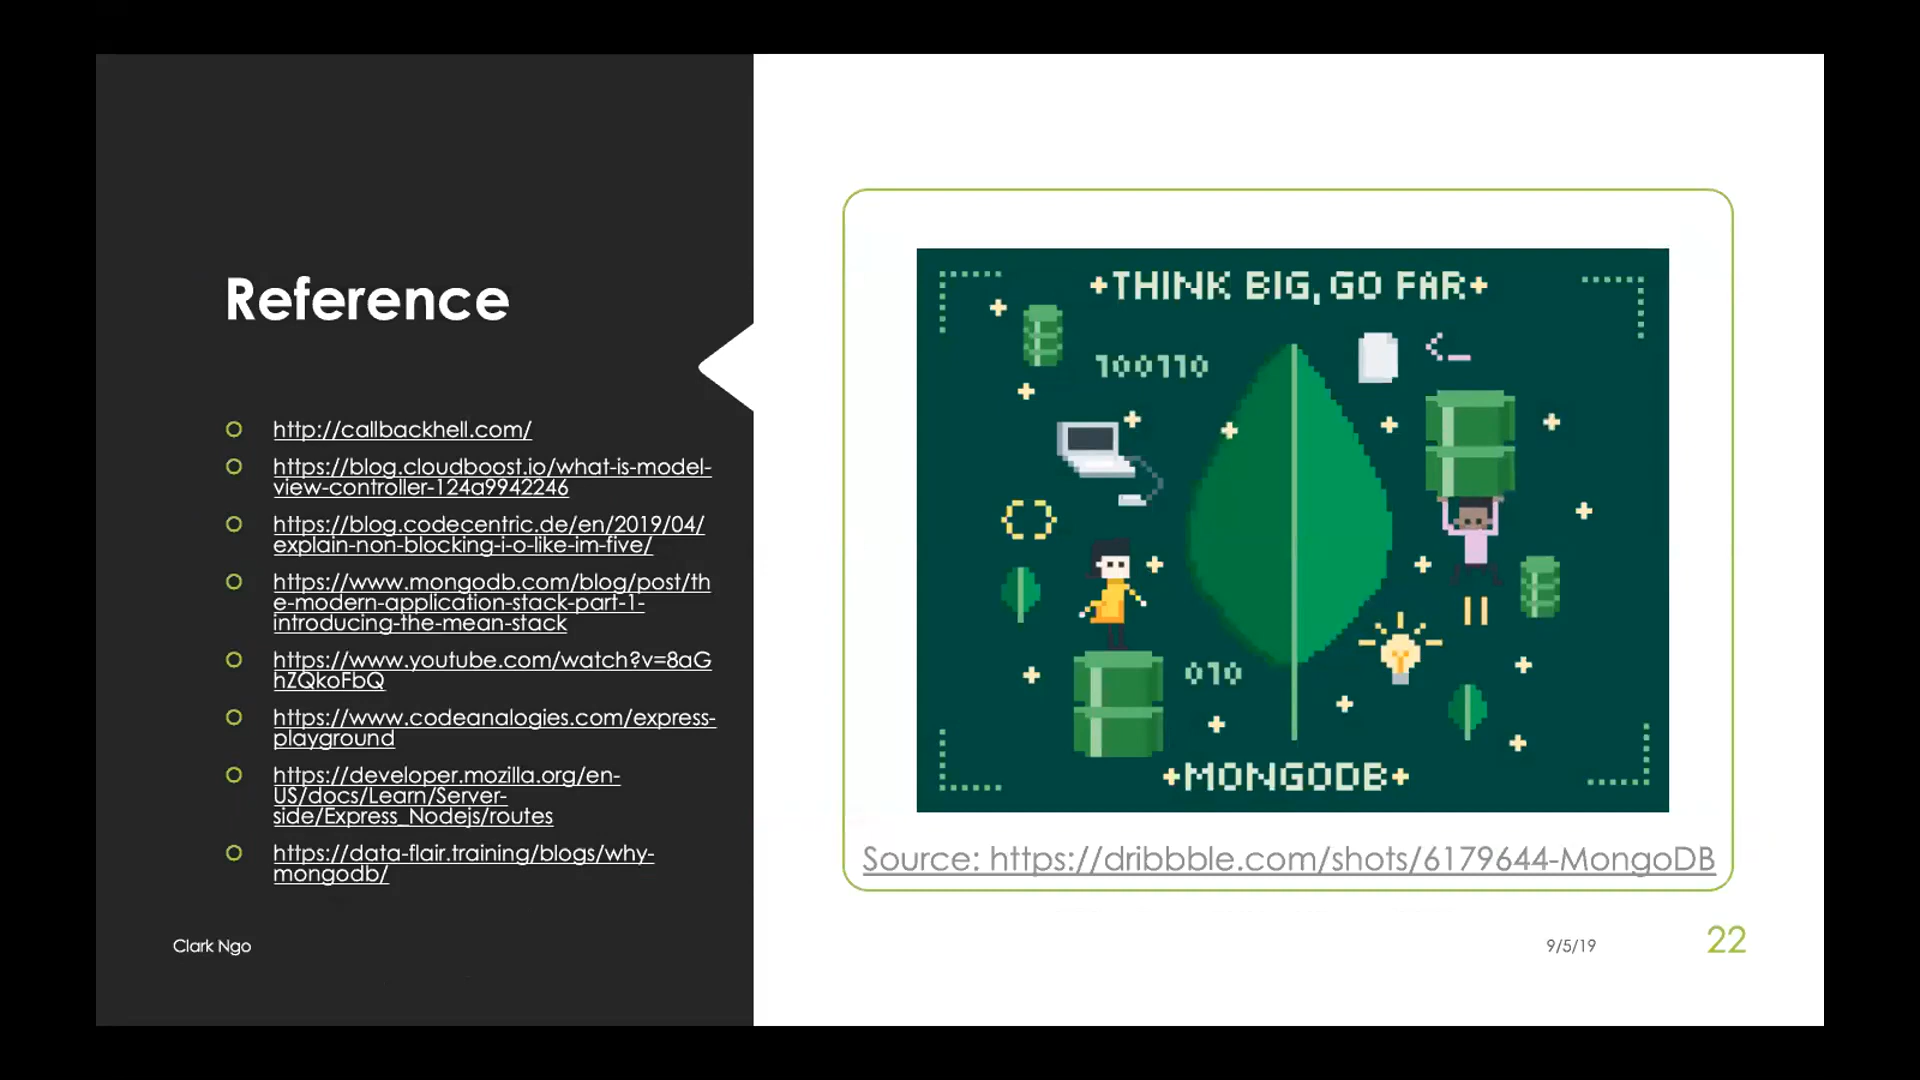 Reference
http://callbackhell.com/
https://blog.cloudboost.io/what-is-model-
view-controller-124a9942246
https://blog.codecentric.de/en/2019/04/
explain-non-blocking-i-o-like-im-five/
https://www.mongodb.com/blog/post/th
e-modern-application-stack-part-1-
introducing-the-mean-stack
https://www.youtube.com/watch?v=8aG
hZQkoFbQ
https://www.codeanalogies.com/express-
playground
https://developer.mozilla.org/en-
US/docs/Learn/Server-
side/Express_Nodejs/routes
https://data-flair.training/blogs/why-
mongodb/
Clark Ngo
+THINK BIG, GO FAR+
100110
010
+MONGODB+
Source: https://dribbble.com/shots/6179644-MongoDB
9/5/19
22